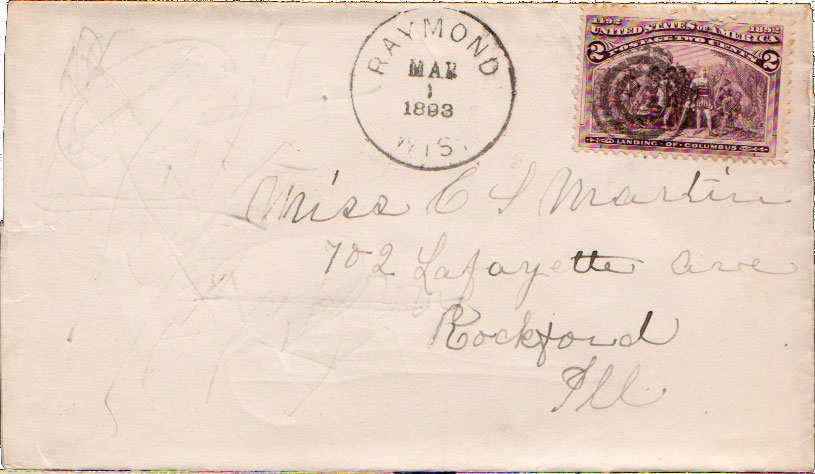 RAYMOND
MAR
1
1893
WIS.
1492 1892
UNITED STATES OF AMERICA
POSTAGE TWO CENTS
2 2
LANDING · OF · COLUMBUS
Miss C S Martin
702 Lafayette Ave
Rockford
Ill.